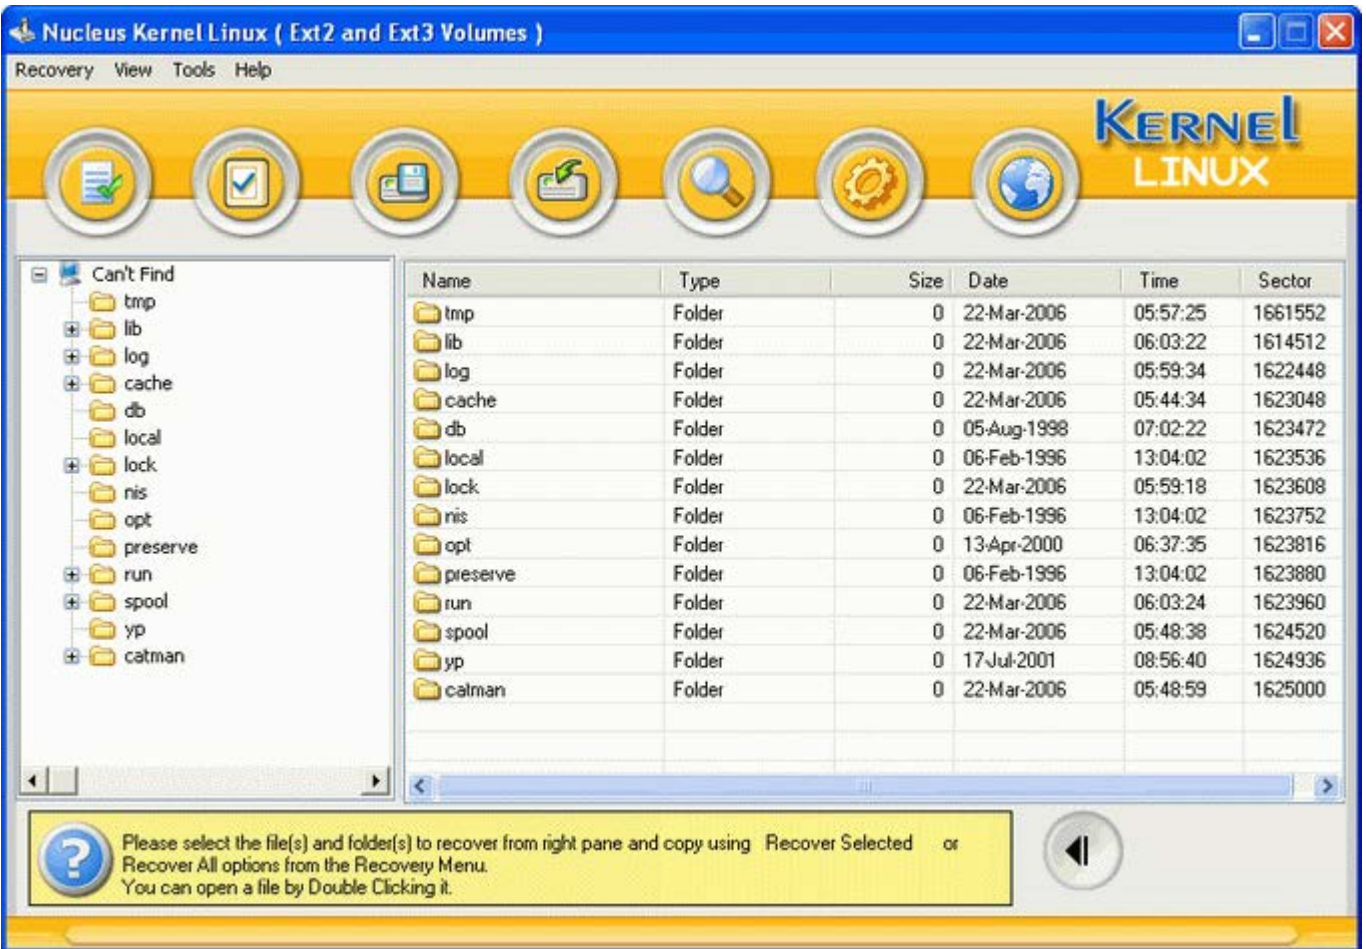 Nucleus Kernel Linux ( Ext2 and Ext3 Volumes )
Recovery View Tools Help
KERNEL
LINUX
Can't Find
tmp
lib
log
cache
db
local
lock
nis
opt
preserve
run
spool
yp
catman
Name Type Size Date Time Sector
tmp Folder 0 22-Mar-2006 05:57:25 1661552
lib Folder 0 22-Mar-2006 06:03:22 1614512
log Folder 0 22-Mar-2006 05:59:34 1622448
cache Folder 0 22-Mar-2006 05:44:34 1623048
db Folder 0 05-Aug-1998 07:02:22 1623472
local Folder 0 06-Feb-1996 13:04:02 1623536
lock Folder 0 22-Mar-2006 05:59:18 1623608
nis Folder 0 06-Feb-1996 13:04:02 1623752
opt Folder 0 13-Apr-2000 06:37:35 1623816
preserve Folder 0 06-Feb-1996 13:04:02 1623880
run Folder 0 22-Mar-2006 06:03:24 1623960
spool Folder 0 22-Mar-2006 05:48:38 1624520
yp Folder 0 17-Jul-2001 08:56:40 1624936
catman Folder 0 22-Mar-2006 05:48:59 1625000
Please select the file(s) and folder(s) to recover from right pane and copy using Recover Selected or
Recover All options from the Recovery Menu.
You can open a file by Double Clicking it.